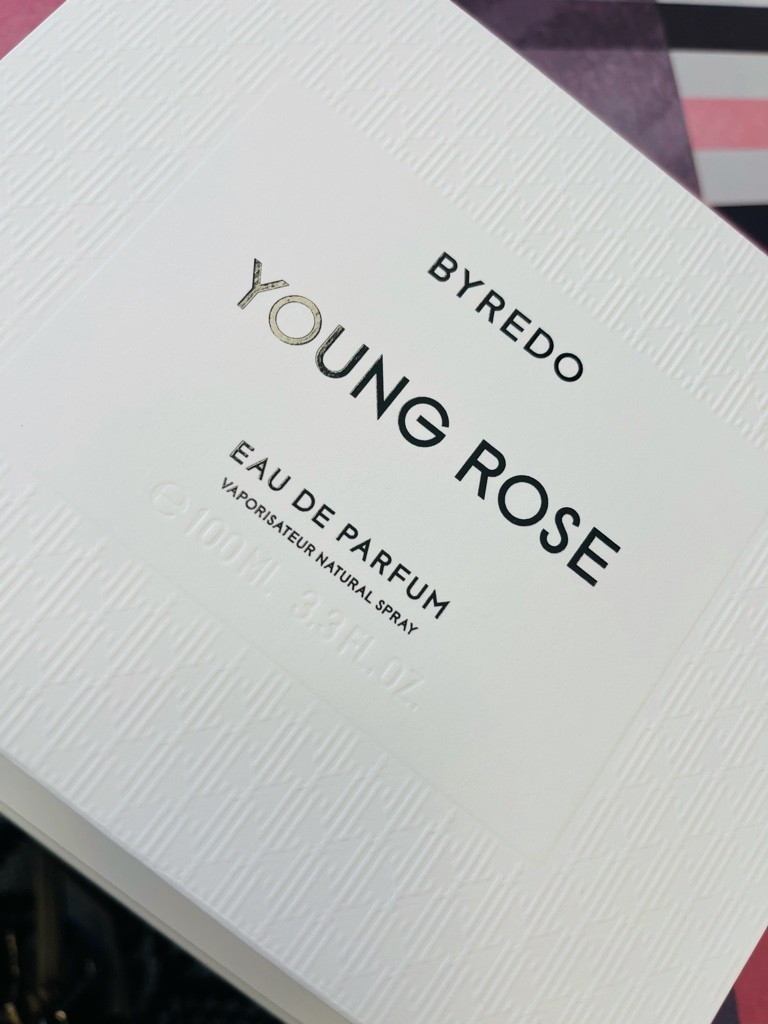 BYREDO
YOUNG ROSE
EAU DE PARFUM
VAPORISATEUR NATURAL SPRAY
℮ 100 ML 3.3 FL. OZ.